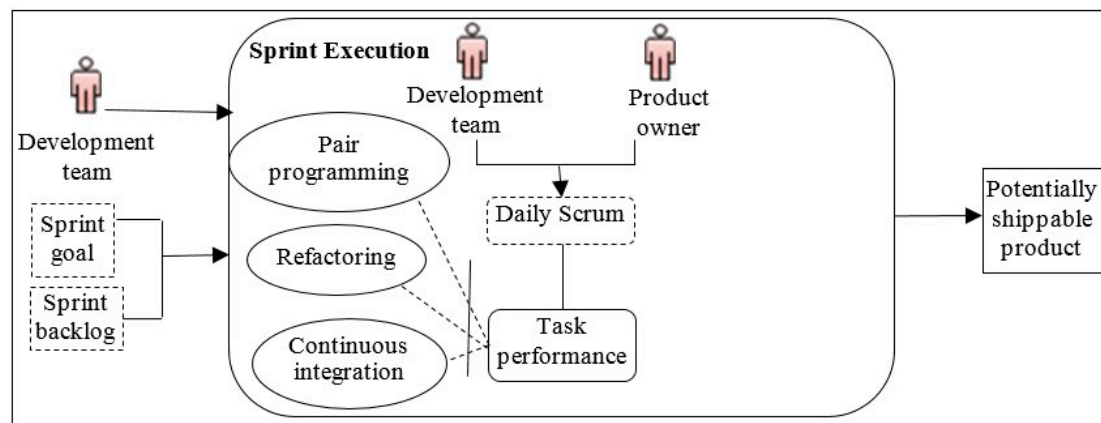 Sprint Execution
Development
team
Development
team
Product
owner
Pair
programming
Daily Scrum
Sprint
goal
Refactoring
Sprint
backlog
Continuous
integration
Task
performance
Potentially
shippable
product